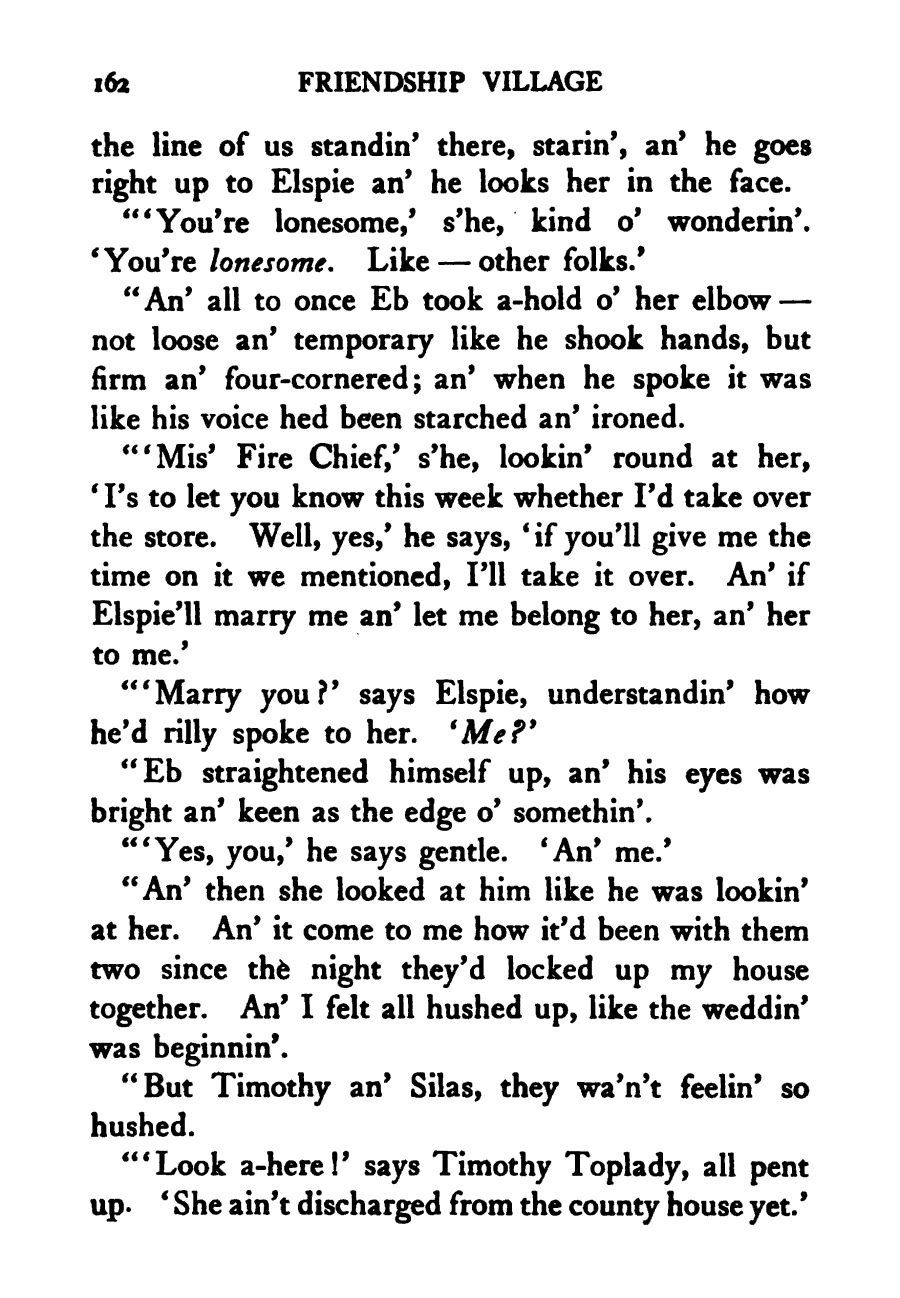 162 FRIENDSHIP VILLAGE
the line of us standin’ there, starin’, an’ he goes
right up to Elspie an’ he looks her in the face.
“‘You’re lonesome,’ s’he, kind o’ wonderin’.
‘You’re lonesome. Like — other folks.’
“An’ all to once Eb took a-hold o’ her elbow —
not loose an’ temporary like he shook hands, but
firm an’ four-cornered; an’ when he spoke it was
like his voice hed been starched an’ ironed.
“‘Mis’ Fire Chief,’ s’he, lookin’ round at her,
‘I’s to let you know this week whether I’d take over
the store. Well, yes,’ he says, ‘if you’ll give me the
time on it we mentioned, I’ll take it over. An’ if
Elspie’ll marry me an’ let me belong to her, an’ her
to me.’
“‘Marry you?’ says Elspie, understandin’ how
he’d rilly spoke to her. ‘Me?’
“Eb straightened himself up, an’ his eyes was
bright an’ keen as the edge o’ somethin’.
“‘Yes, you,’ he says gentle. ‘An’ me.’
“An’ then she looked at him like he was lookin’
at her. An’ it come to me how it’d been with them
two since the night they’d locked up my house
together. An’ I felt all hushed up, like the weddin’
was beginnin’.
“But Timothy an’ Silas, they wa’n’t feelin’ so
hushed.
“‘Look a-here!’ says Timothy Toplady, all pent
up. ‘She ain’t discharged from the county house yet.’